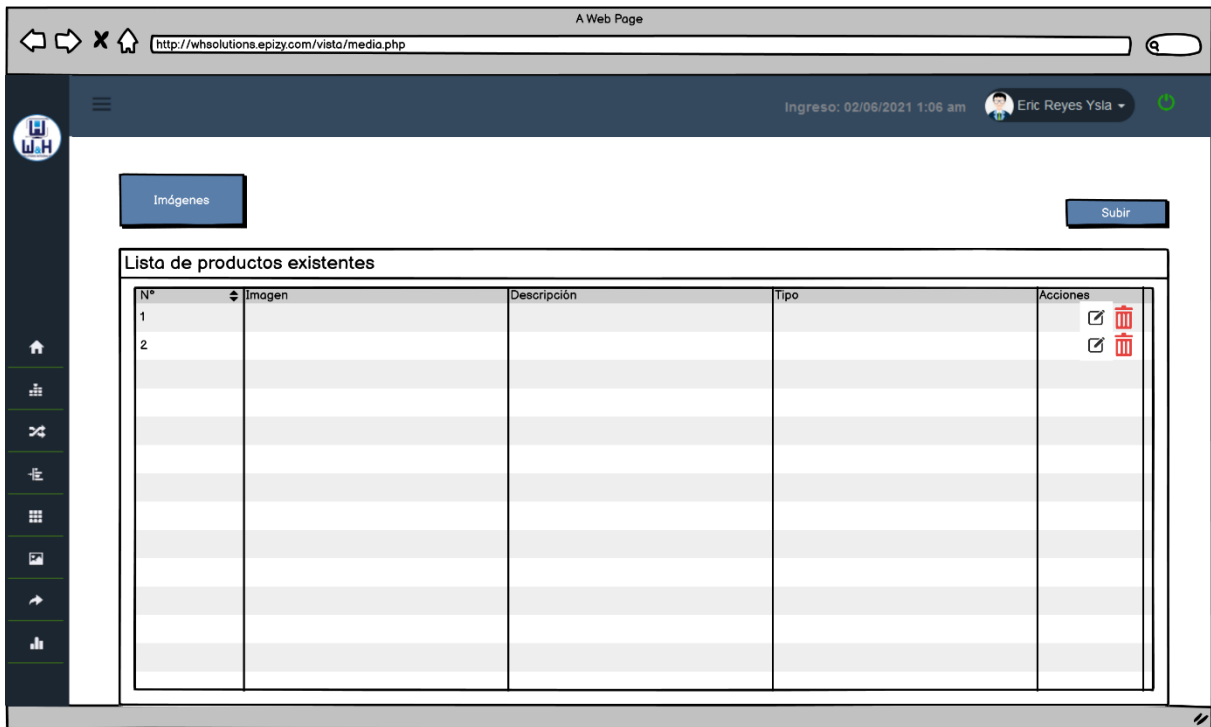 A Web Page
http://whsolutions.epizy.com/vista/media.php
Ingreso: 02/06/2021 1:06 am
Eric Reyes Ysla
W&H
Imágenes
Subir
Lista de productos existentes
Nº Imagen Descripción Tipo Acciones
1
2